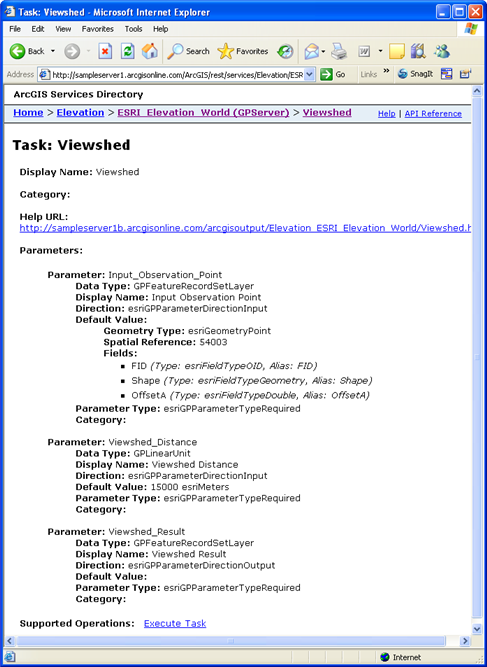 Task: Viewshed - Microsoft Internet Explorer
File Edit View Favorites Tools Help
Back Search Favorites
Address http://sampleserver1.arcgisonline.com/ArcGIS/rest/services/Elevation/ESR Go Links » SnagIt
ArcGIS Services Directory
Home > Elevation > ESRI_Elevation_World (GPServer) > Viewshed Help | API Reference
Task: Viewshed
Display Name: Viewshed
Category:
Help URL:
http://sampleserver1b.arcgisonline.com/arcgisoutput/Elevation_ESRI_Elevation_World/Viewshed.h
Parameters:
Parameter: Input_Observation_Point
Data Type: GPFeatureRecordSetLayer
Display Name: Input Observation Point
Direction: esriGPParameterDirectionInput
Default Value:
Geometry Type: esriGeometryPoint
Spatial Reference: 54003
Fields:
▪ FID (Type: esriFieldTypeOID, Alias: FID)
▪ Shape (Type: esriFieldTypeGeometry, Alias: Shape)
▪ OffsetA (Type: esriFieldTypeDouble, Alias: OffsetA)
Parameter Type: esriGPParameterTypeRequired
Category:
Parameter: Viewshed_Distance
Data Type: GPLinearUnit
Display Name: Viewshed Distance
Direction: esriGPParameterDirectionInput
Default Value: 15000 esriMeters
Parameter Type: esriGPParameterTypeRequired
Category:
Parameter: Viewshed_Result
Data Type: GPFeatureRecordSetLayer
Display Name: Viewshed Result
Direction: esriGPParameterDirectionOutput
Default Value:
Parameter Type: esriGPParameterTypeRequired
Category:
Supported Operations: Execute Task
Internet